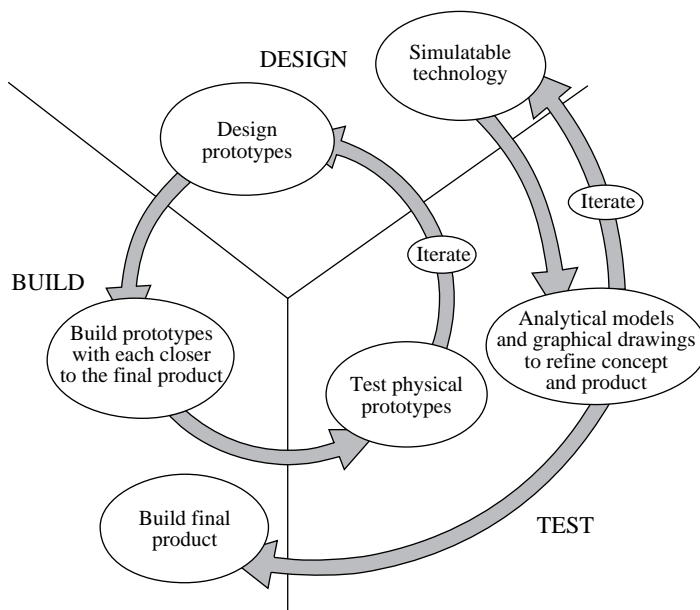 DESIGN
Simulatable
technology
Design
prototypes
Iterate
Iterate
BUILD
Build prototypes
with each closer
to the final product
Test physical
prototypes
Analytical models
and graphical drawings
to refine concept
and product
Build final
product
TEST